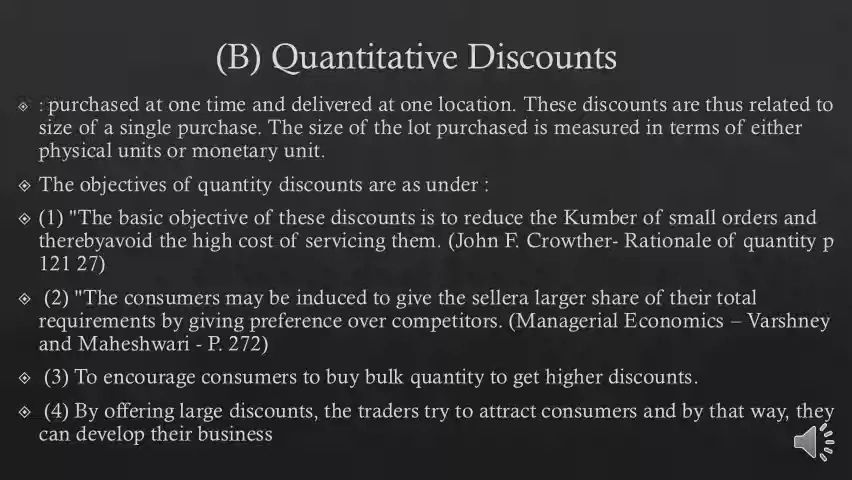 (B) Quantitative Discounts
: purchased at one time and delivered at one location. These discounts are thus related to
size of a single purchase. The size of the lot purchased is measured in terms of either
physical units or monetary unit.
The objectives of quantity discounts are as under :
(1) "The basic objective of these discounts is to reduce the Kumber of small orders and
therebyavoid the high cost of servicing them. (John F. Crowther- Rationale of quantity p
121 27)
(2) "The consumers may be induced to give the sellera larger share of their total
requirements by giving preference over competitors. (Managerial Economics – Varshney
and Maheshwari - P. 272)
(3) To encourage consumers to buy bulk quantity to get higher discounts.
(4) By offering large discounts, the traders try to attract consumers and by that way, they
can develop their business